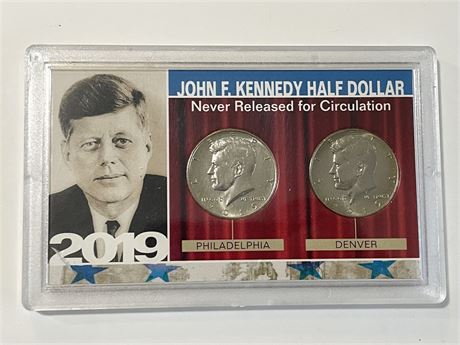 JOHN F. KENNEDY HALF DOLLAR
Never Released for Circulation
PHILADELPHIA
DENVER
2019